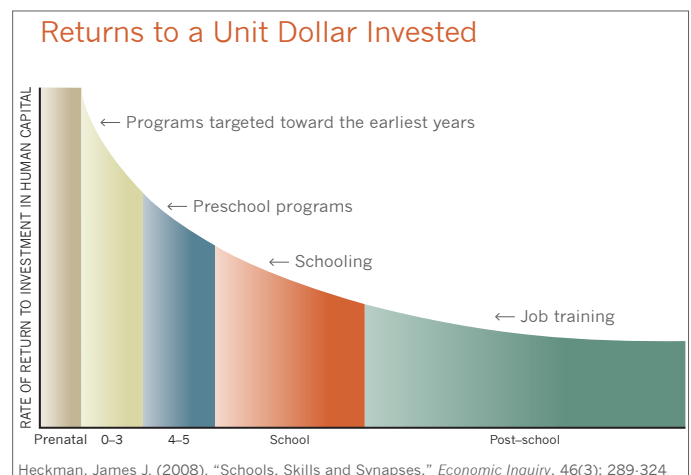 Returns to a Unit Dollar Invested
RATE OF RETURN TO INVESTMENT IN HUMAN CAPITAL
← Programs targeted toward the earliest years
← Preschool programs
← Schooling
← Job training
Prenatal 0–3 4–5 School Post–school
Heckman, James J. (2008). “Schools, Skills and Synapses,” Economic Inquiry, 46(3): 289-324